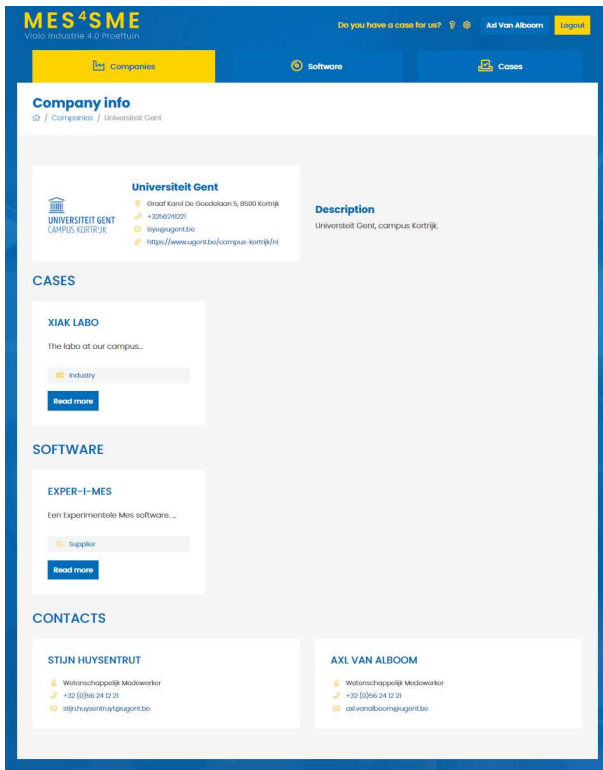 MES⁴SME
Vlaio Industrie 4.0 Proeftuin
Do you have a case for us?
Axl Van Alboom
Logout
Companies
Software
Cases
Company info
/ Companies / Universiteit Gent
UNIVERSITEIT GENT
CAMPUS KORTRIJK
Universiteit Gent
Graaf Karel De Goedelaan 5, 8500 Kortrijk
+3256241221
isye@ugent.be
https://www.ugent.be/campus-kortrijk/nl
Description
Universteit Gent, campus Kortrijk.
CASES
XIAK LABO
The labo at our campus...
Industry
Read more
SOFTWARE
EXPER-I-MES
Een Experimentele Mes software. ...
Supplier
Read more
CONTACTS
STIJN HUYSENTRUT
Wetenschappelijk Medewerker
+32 (0)56 24 12 21
stijn.huysentruyt@ugent.be
AXL VAN ALBOOM
Wetenschappelijk Medewerker
+32 (0)56 24 12 21
axl.vanalboom@ugent.be